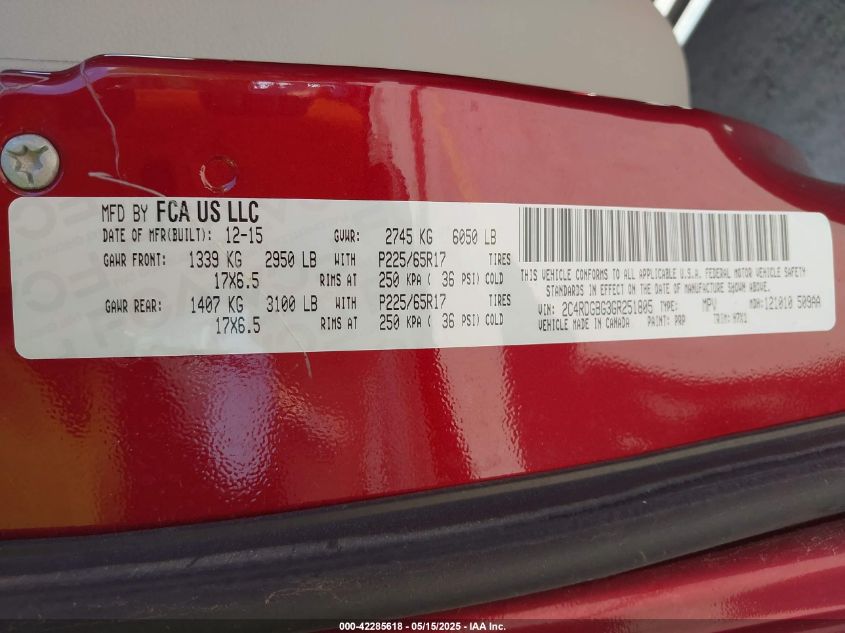 MFD BY FCA US LLC
DATE OF MFR(BUILT): 12-15 GVWR: 2745 KG 6050 LB
GAWR FRONT: 1339 KG 2950 LB WITH P225/65R17 TIRES
17X6.5 RIMS AT 250 KPA ( 36 PSI) COLD
GAWR REAR: 1407 KG 3100 LB WITH P225/65R17 TIRES
17X6.5 RIMS AT 250 KPA ( 36 PSI) COLD
THIS VEHICLE CONFORMS TO ALL APPLICABLE U.S.A. FEDERAL MOTOR VEHICLE SAFETY
STANDARDS IN EFFECT ON THE DATE OF MANUFACTURE SHOWN ABOVE.
VIN: 2C4RDGBG3GR251805 TYPE: MPV MDH: 121010 509AA
VEHICLE MADE IN CANADA PAINT: PRP TRIM:
000-42285618 - 05/15/2025 - IAA Inc.